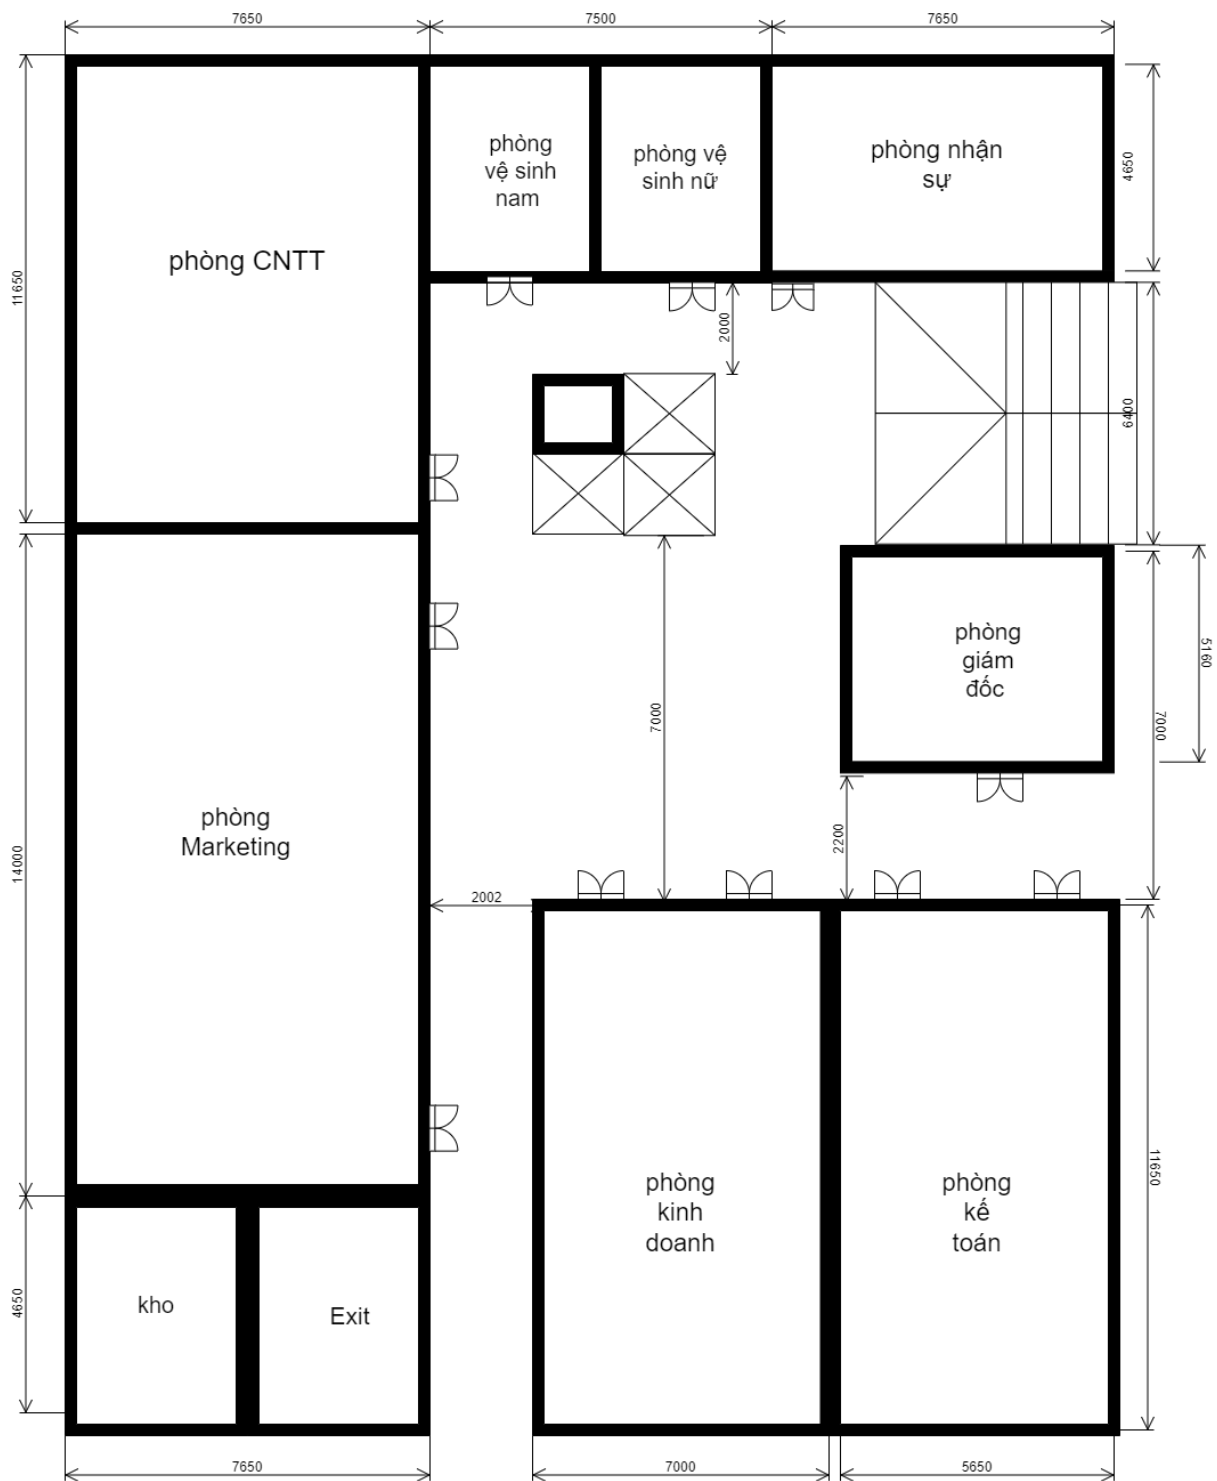 7650
7500
7650
phòng
vệ sinh
nam
phòng vệ
sinh nữ
phòng nhận
sự
4650
phòng CNTT
11650
2000
6400
phòng
giám
đốc
5160
7000
7000
phòng
Marketing
14000
2200
2002
phòng
kinh
doanh
phòng
kế
toán
11650
kho
Exit
4650
7650
7000
5650